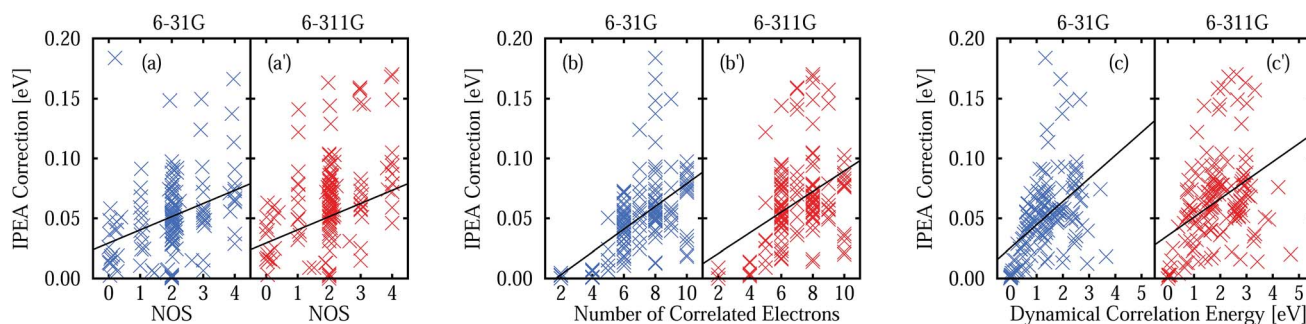 6-31G 6-311G 6-31G 6-311G 6-31G 6-311G
0.20 0.20 0.20
(a) (a') (b) (b') (c) (c')
0.15 0.15 0.15
IPEA Correction [eV] IPEA Correction [eV] IPEA Correction [eV]
0.10 0.10 0.10
0.05 0.05 0.05
0.00 0.00 0.00
0 1 2 3 4 0 1 2 3 4 2 4 6 8 10 2 4 6 8 10 0 1 2 3 4 5 0 1 2 3 4 5
NOS NOS Number of Correlated Electrons Dynamical Correlation Energy [eV]